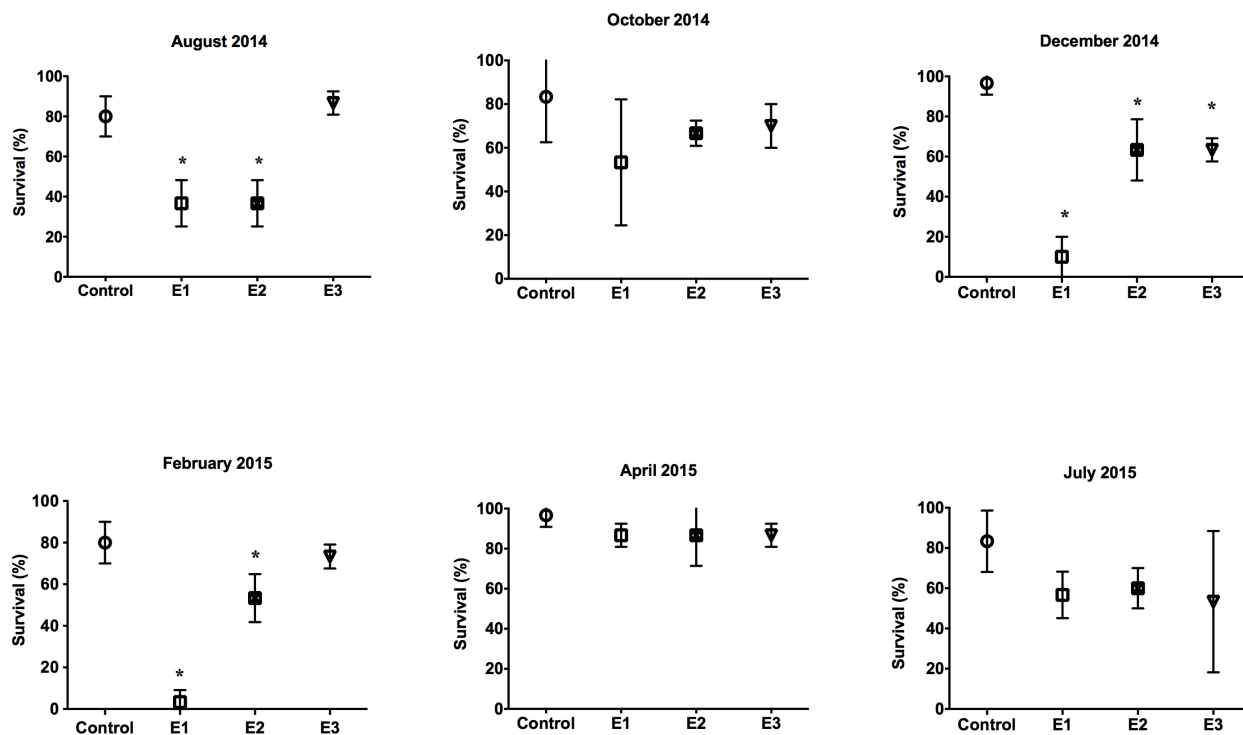 August 2014
Survival (%)
100
80
60
40
20
0
* *
Control E1 E2 E3
October 2014
Survival (%)
100
80
60
40
20
0
Control E1 E2 E3
December 2014
Survival (%)
100
80
60
40
20
0
* * *
Control E1 E2 E3
February 2015
Survival (%)
100
80
60
40
20
0
* *
Control E1 E2 E3
April 2015
Survival (%)
100
80
60
40
20
0
Control E1 E2 E3
July 2015
Survival (%)
100
80
60
40
20
0
Control E1 E2 E3